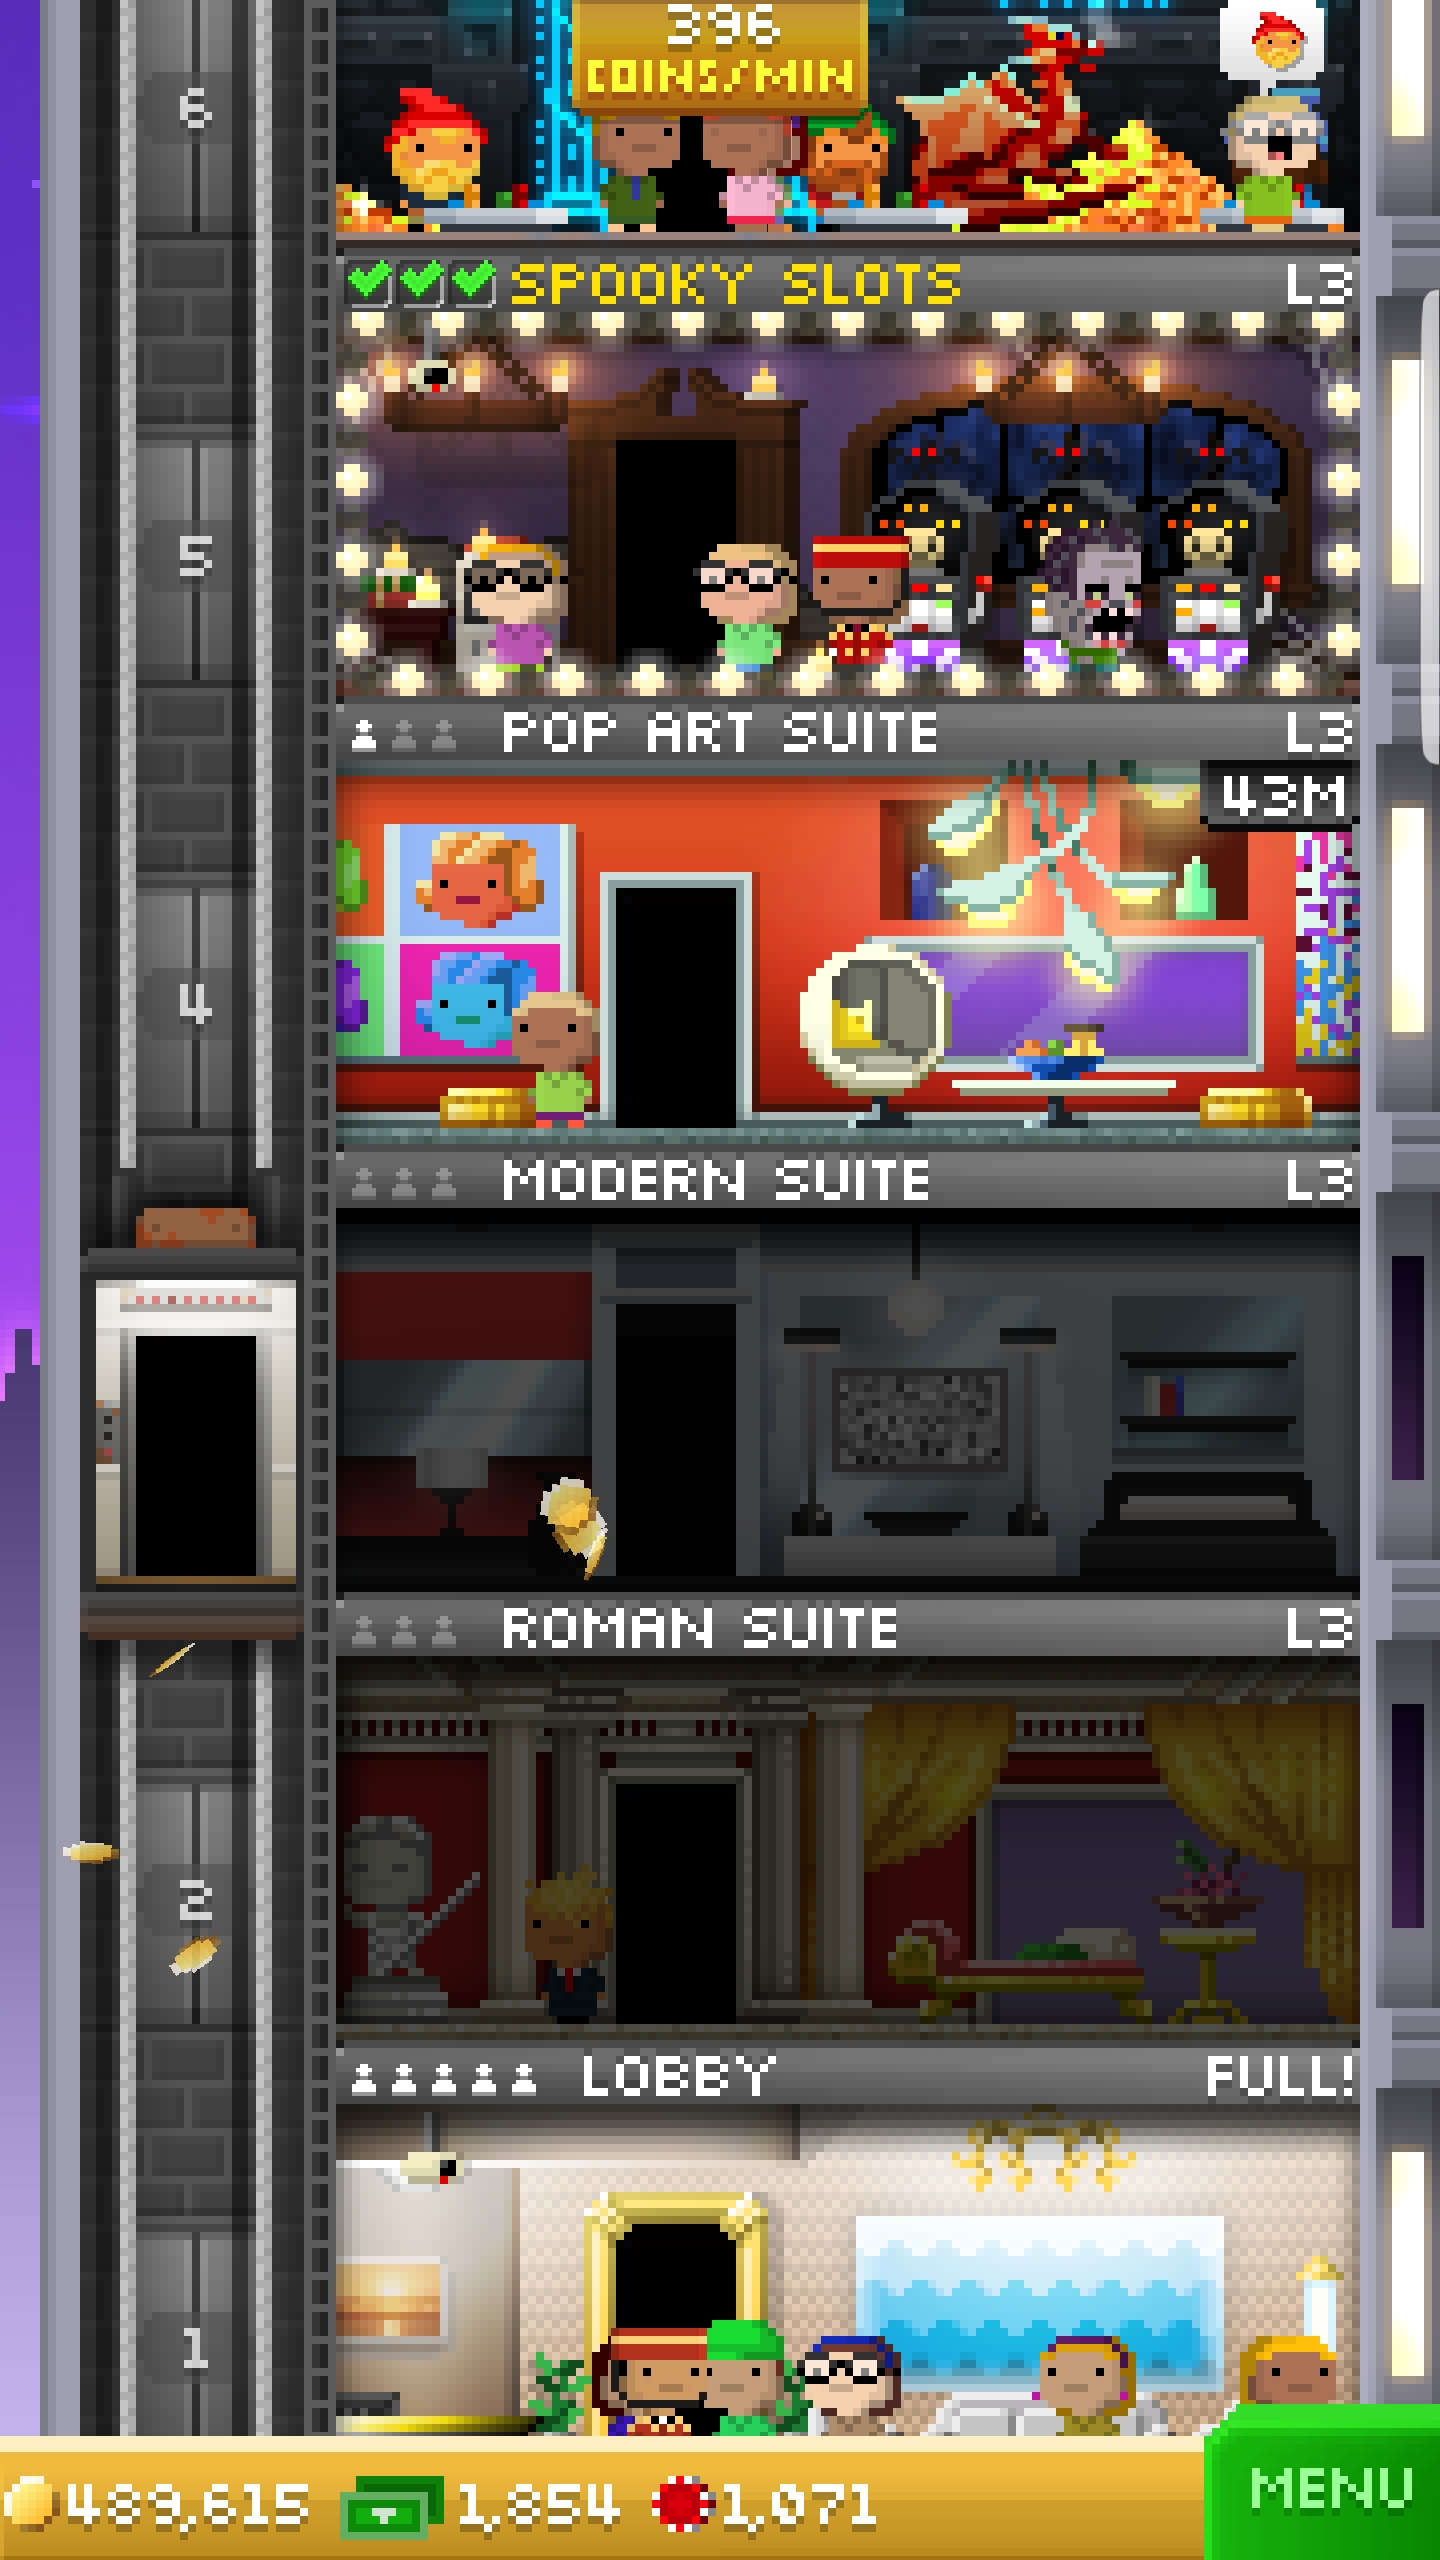 396
COINS/MIN
6
SPOOKY SLOTS L3
5
POP ART SUITE L3
43M
4
MODERN SUITE L3
ROMAN SUITE L3
2
LOBBY FULL!
1
489,615 1,854 1,071 MENU